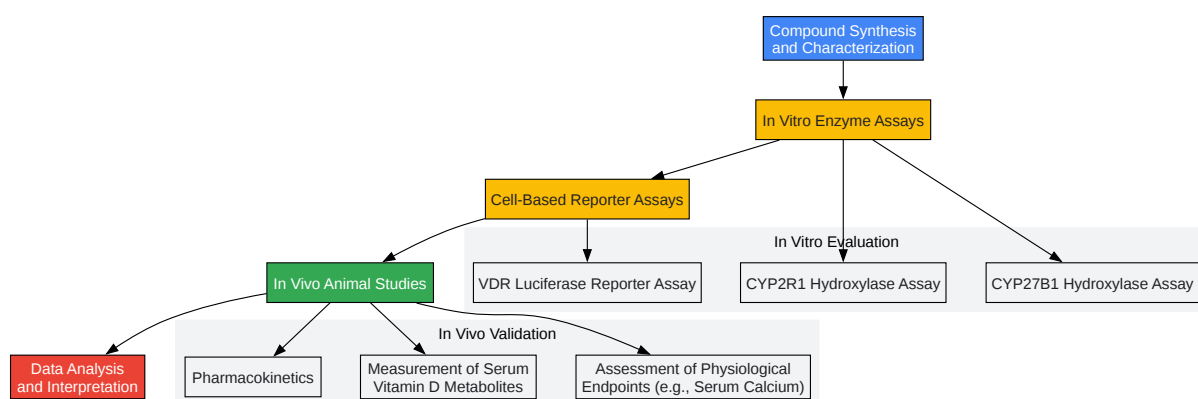 Compound Synthesis
and Characterization
In Vitro Enzyme Assays
Cell-Based Reporter Assays
In Vitro Evaluation
In Vivo Animal Studies
VDR Luciferase Reporter Assay
CYP2R1 Hydroxylase Assay
CYP27B1 Hydroxylase Assay
In Vivo Validation
Data Analysis
and Interpretation
Pharmacokinetics
Measurement of Serum
Vitamin D Metabolites
Assessment of Physiological
Endpoints (e.g., Serum Calcium)